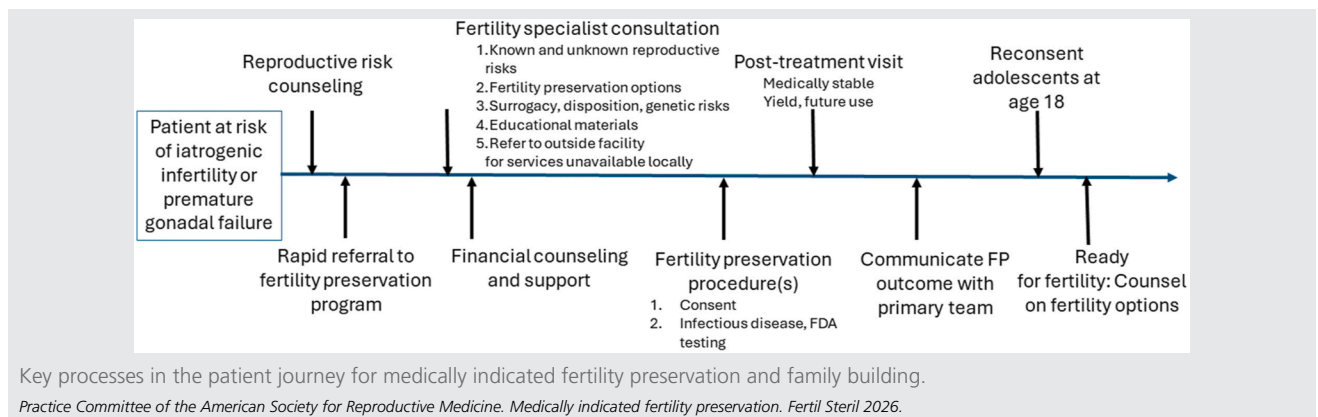 Patient at risk
of iatrogenic
infertility or
premature
gonadal failure
Reproductive risk
counseling
Rapid referral to
fertility preservation
program
Fertility specialist consultation
1.Known and unknown reproductive
risks
2.Fertility preservation options
3.Surrogacy, disposition, genetic risks
4.Educational materials
5.Refer to outside facility
for services unavailable locally
Financial counseling
and support
Fertility preservation
procedure(s)
1. Consent
2. Infectious disease, FDA
testing
Post-treatment visit
Medically stable
Yield, future use
Communicate FP
outcome with
primary team
Reconsent
adolescents at
age 18
Ready
for fertility: Counsel
on fertility options
Key processes in the patient journey for medically indicated fertility preservation and family building.
Practice Committee of the American Society for Reproductive Medicine. Medically indicated fertility preservation. Fertil Steril 2026.